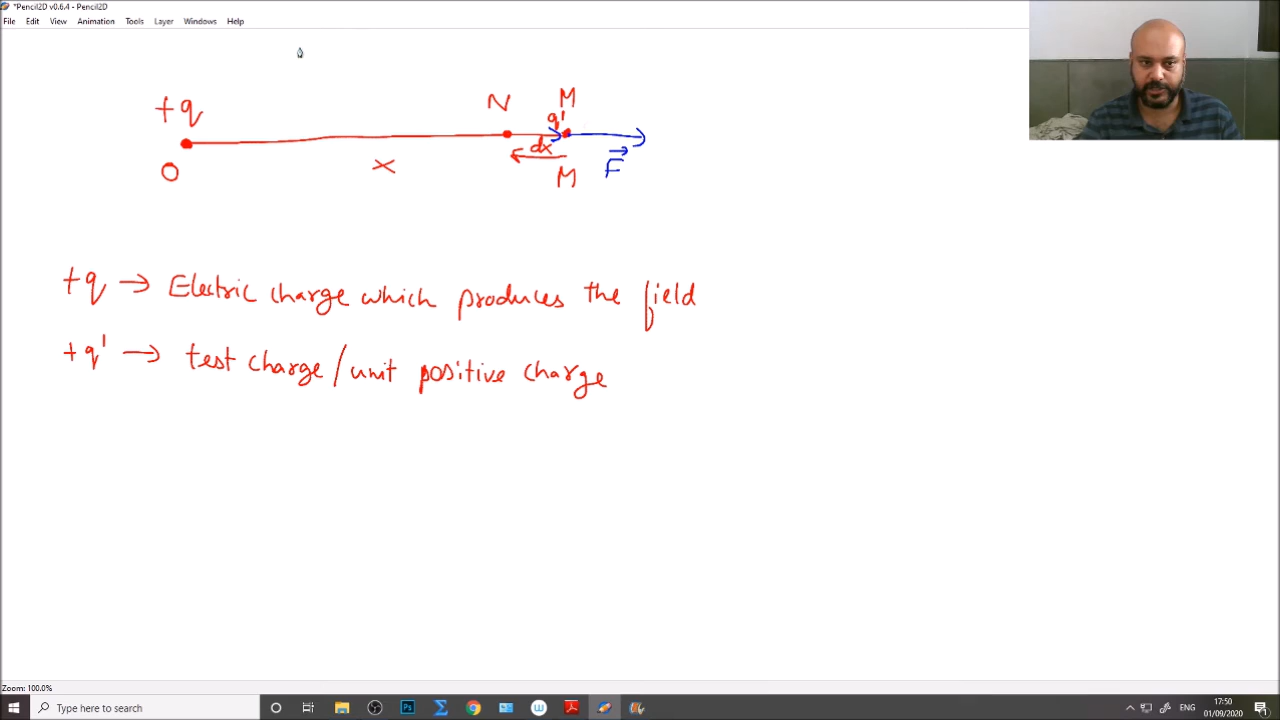 *Pencil2D v0.6.4 - Pencil2D
File Edit View Animation Tools Layer Windows Help
+q N M
q'
O x dx M F
+q → Electric charge which produces the field
+q' → test charge/unit positive charge
Zoom: 100.0%
Type here to search
ENG 17:50
01/09/2020